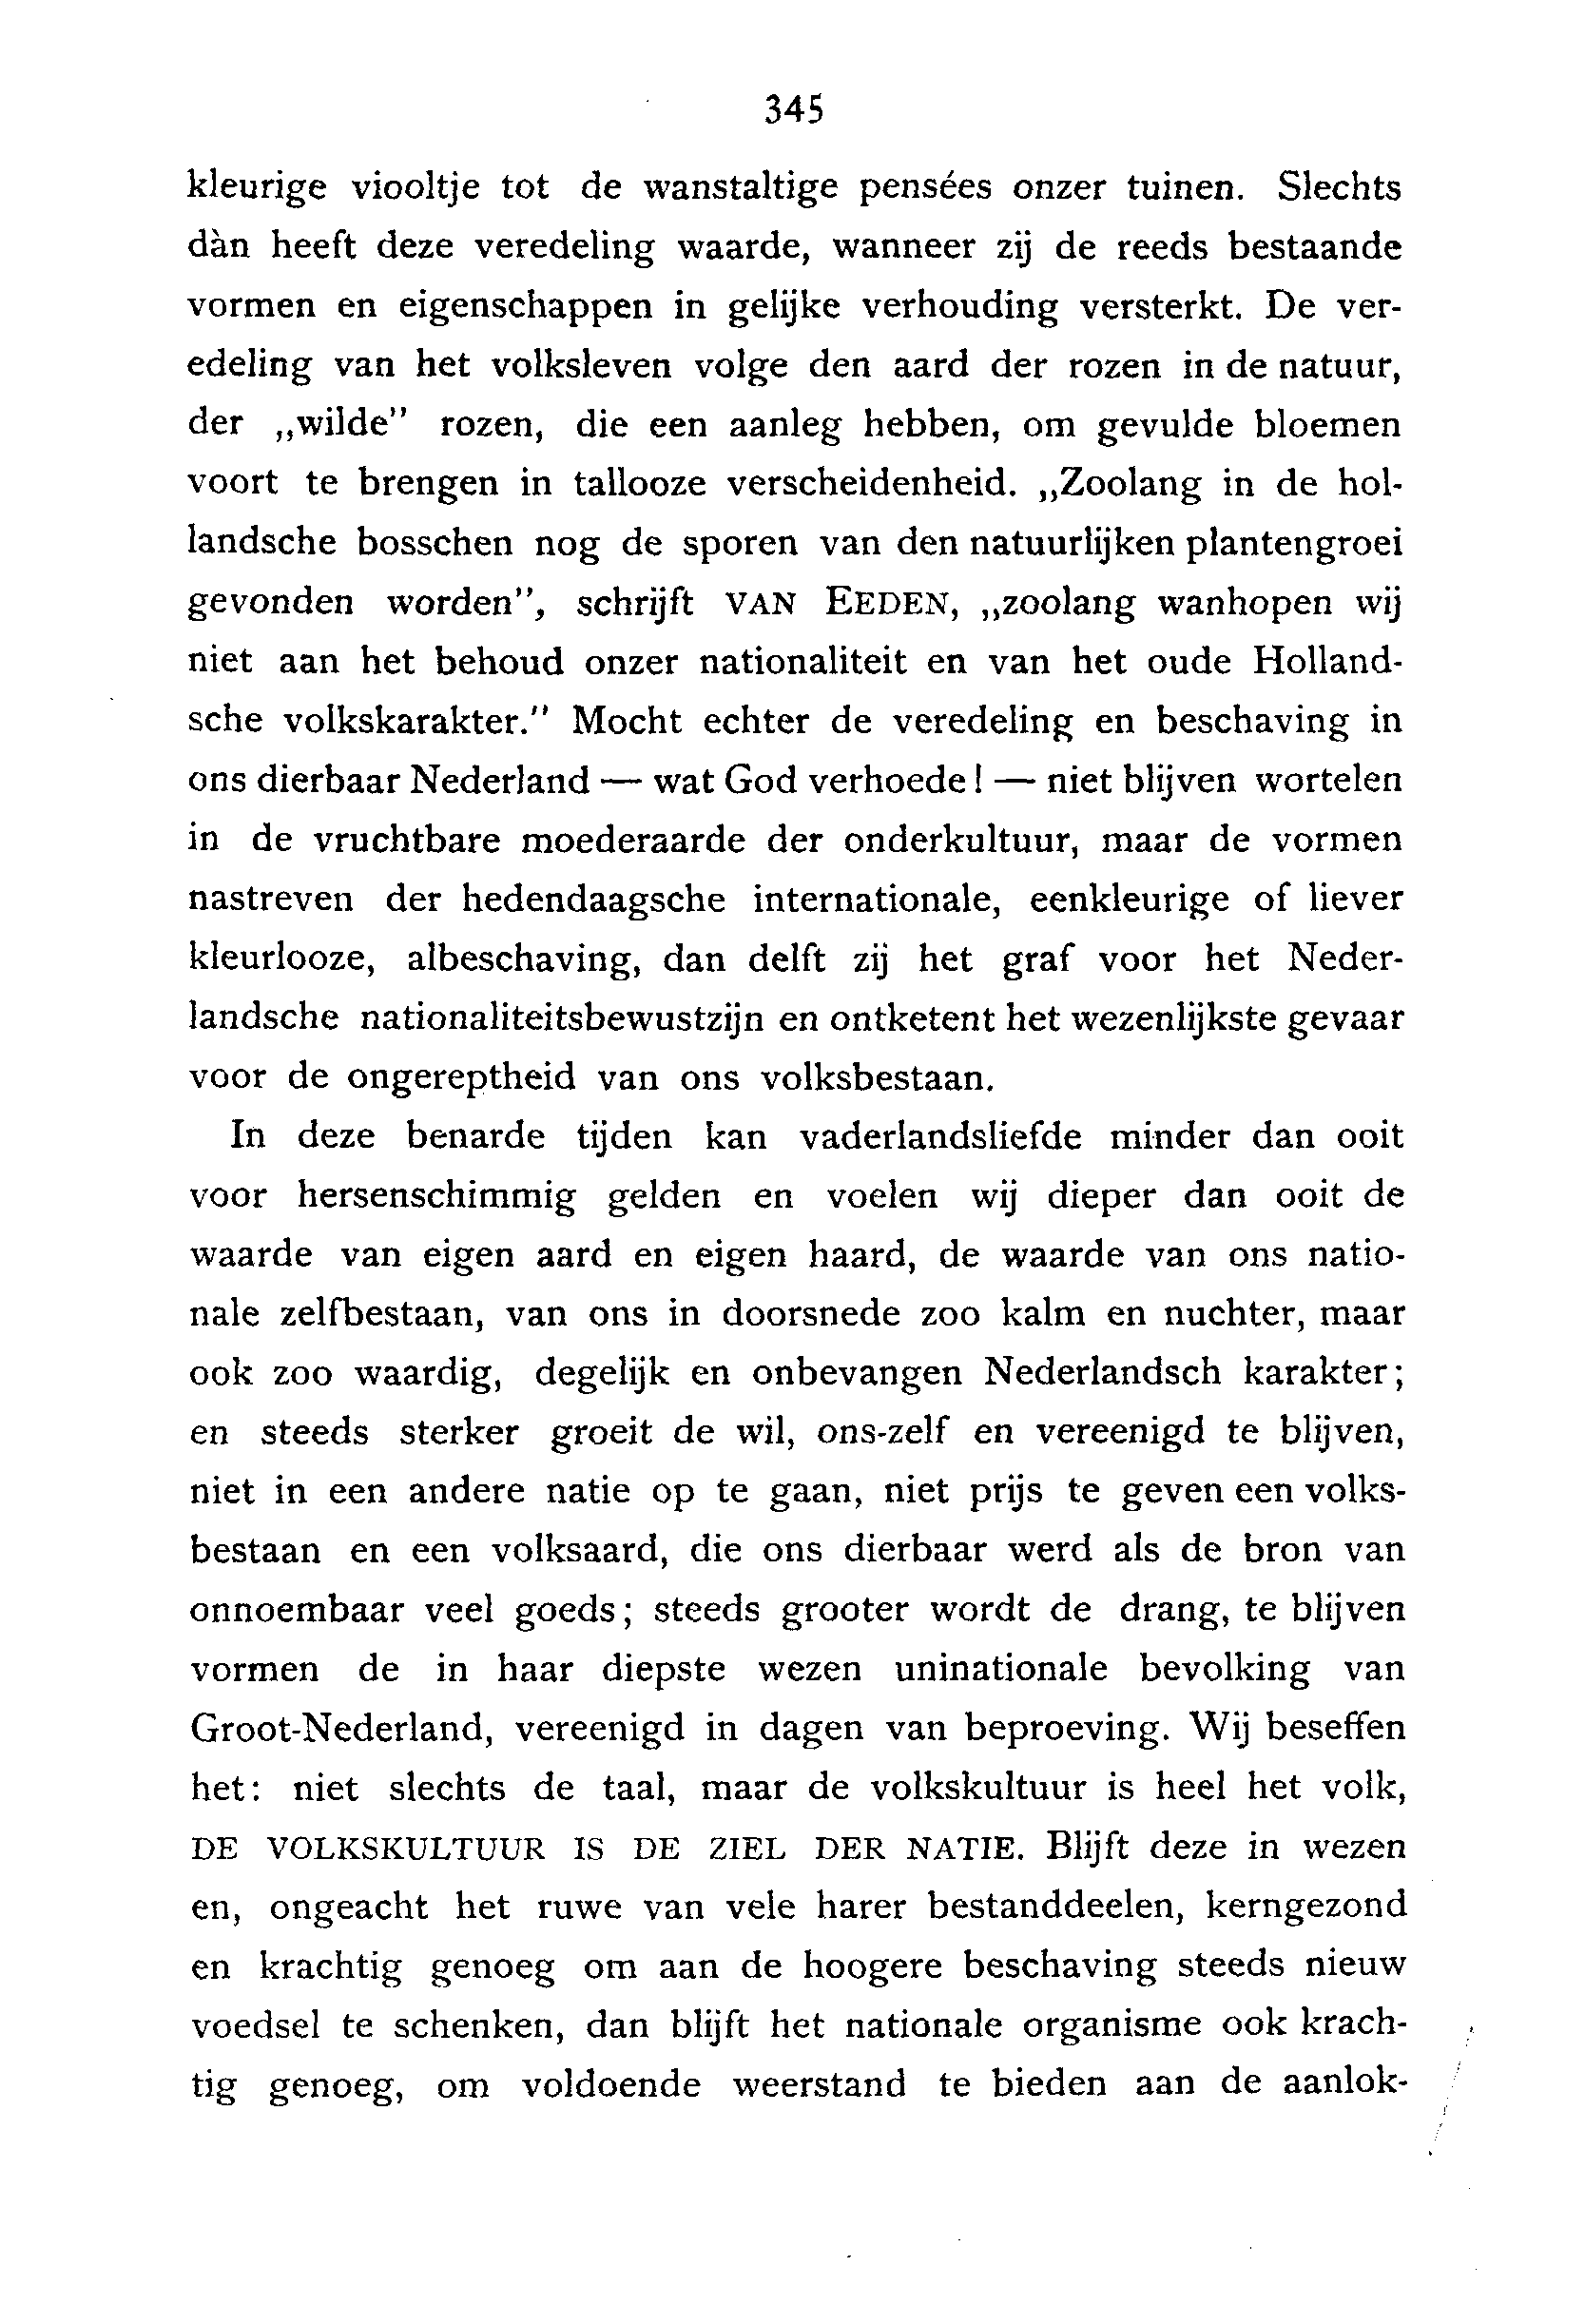 345
kleurige viooltje tot de wanstaltige pensées onzer tuinen. Slechts
dàn heeft deze veredeling waarde, wanneer zij de reeds bestaande
vormen en eigenschappen in gelijke verhouding versterkt. De ver-
edeling van het volksleven volge den aard der rozen in de natuur,
der „wilde” rozen, die een aanleg hebben, om gevulde bloemen
voort te brengen in tallooze verscheidenheid. „Zoolang in de hol-
landsche bosschen nog de sporen van den natuurlijken plantengroei
gevonden worden”, schrijft VAN EEDEN, „zoolang wanhopen wij
niet aan het behoud onzer nationaliteit en van het oude Holland-
sche volkskarakter.” Mocht echter de veredeling en beschaving in
ons dierbaar Nederland — wat God verhoede! — niet blijven wortelen
in de vruchtbare moederaarde der onderkultuur, maar de vormen
nastreven der hedendaagsche internationale, eenkleurige of liever
kleurlooze, albeschaving, dan delft zij het graf voor het Neder-
landsche nationaliteitsbewustzijn en ontketent het wezenlijkste gevaar
voor de ongereptheid van ons volksbestaan.
In deze benarde tijden kan vaderlandsliefde minder dan ooit
voor hersenschimmig gelden en voelen wij dieper dan ooit de
waarde van eigen aard en eigen haard, de waarde van ons natio-
nale zelfbestaan, van ons in doorsnede zoo kalm en nuchter, maar
ook zoo waardig, degelijk en onbevangen Nederlandsch karakter;
en steeds sterker groeit de wil, ons-zelf en vereenigd te blijven,
niet in een andere natie op te gaan, niet prijs te geven een volks-
bestaan en een volksaard, die ons dierbaar werd als de bron van
onnoembaar veel goeds; steeds grooter wordt de drang, te blijven
vormen de in haar diepste wezen uninationale bevolking van
Groot-Nederland, vereenigd in dagen van beproeving. Wij beseffen
het: niet slechts de taal, maar de volkskultuur is heel het volk,
DE VOLKSKULTUUR IS DE ZIEL DER NATIE. Blijft deze in wezen
en, ongeacht het ruwe van vele harer bestanddeelen, kerngezond
en krachtig genoeg om aan de hoogere beschaving steeds nieuw
voedsel te schenken, dan blijft het nationale organisme ook krach-
tig genoeg, om voldoende weerstand te bieden aan de aanlok-